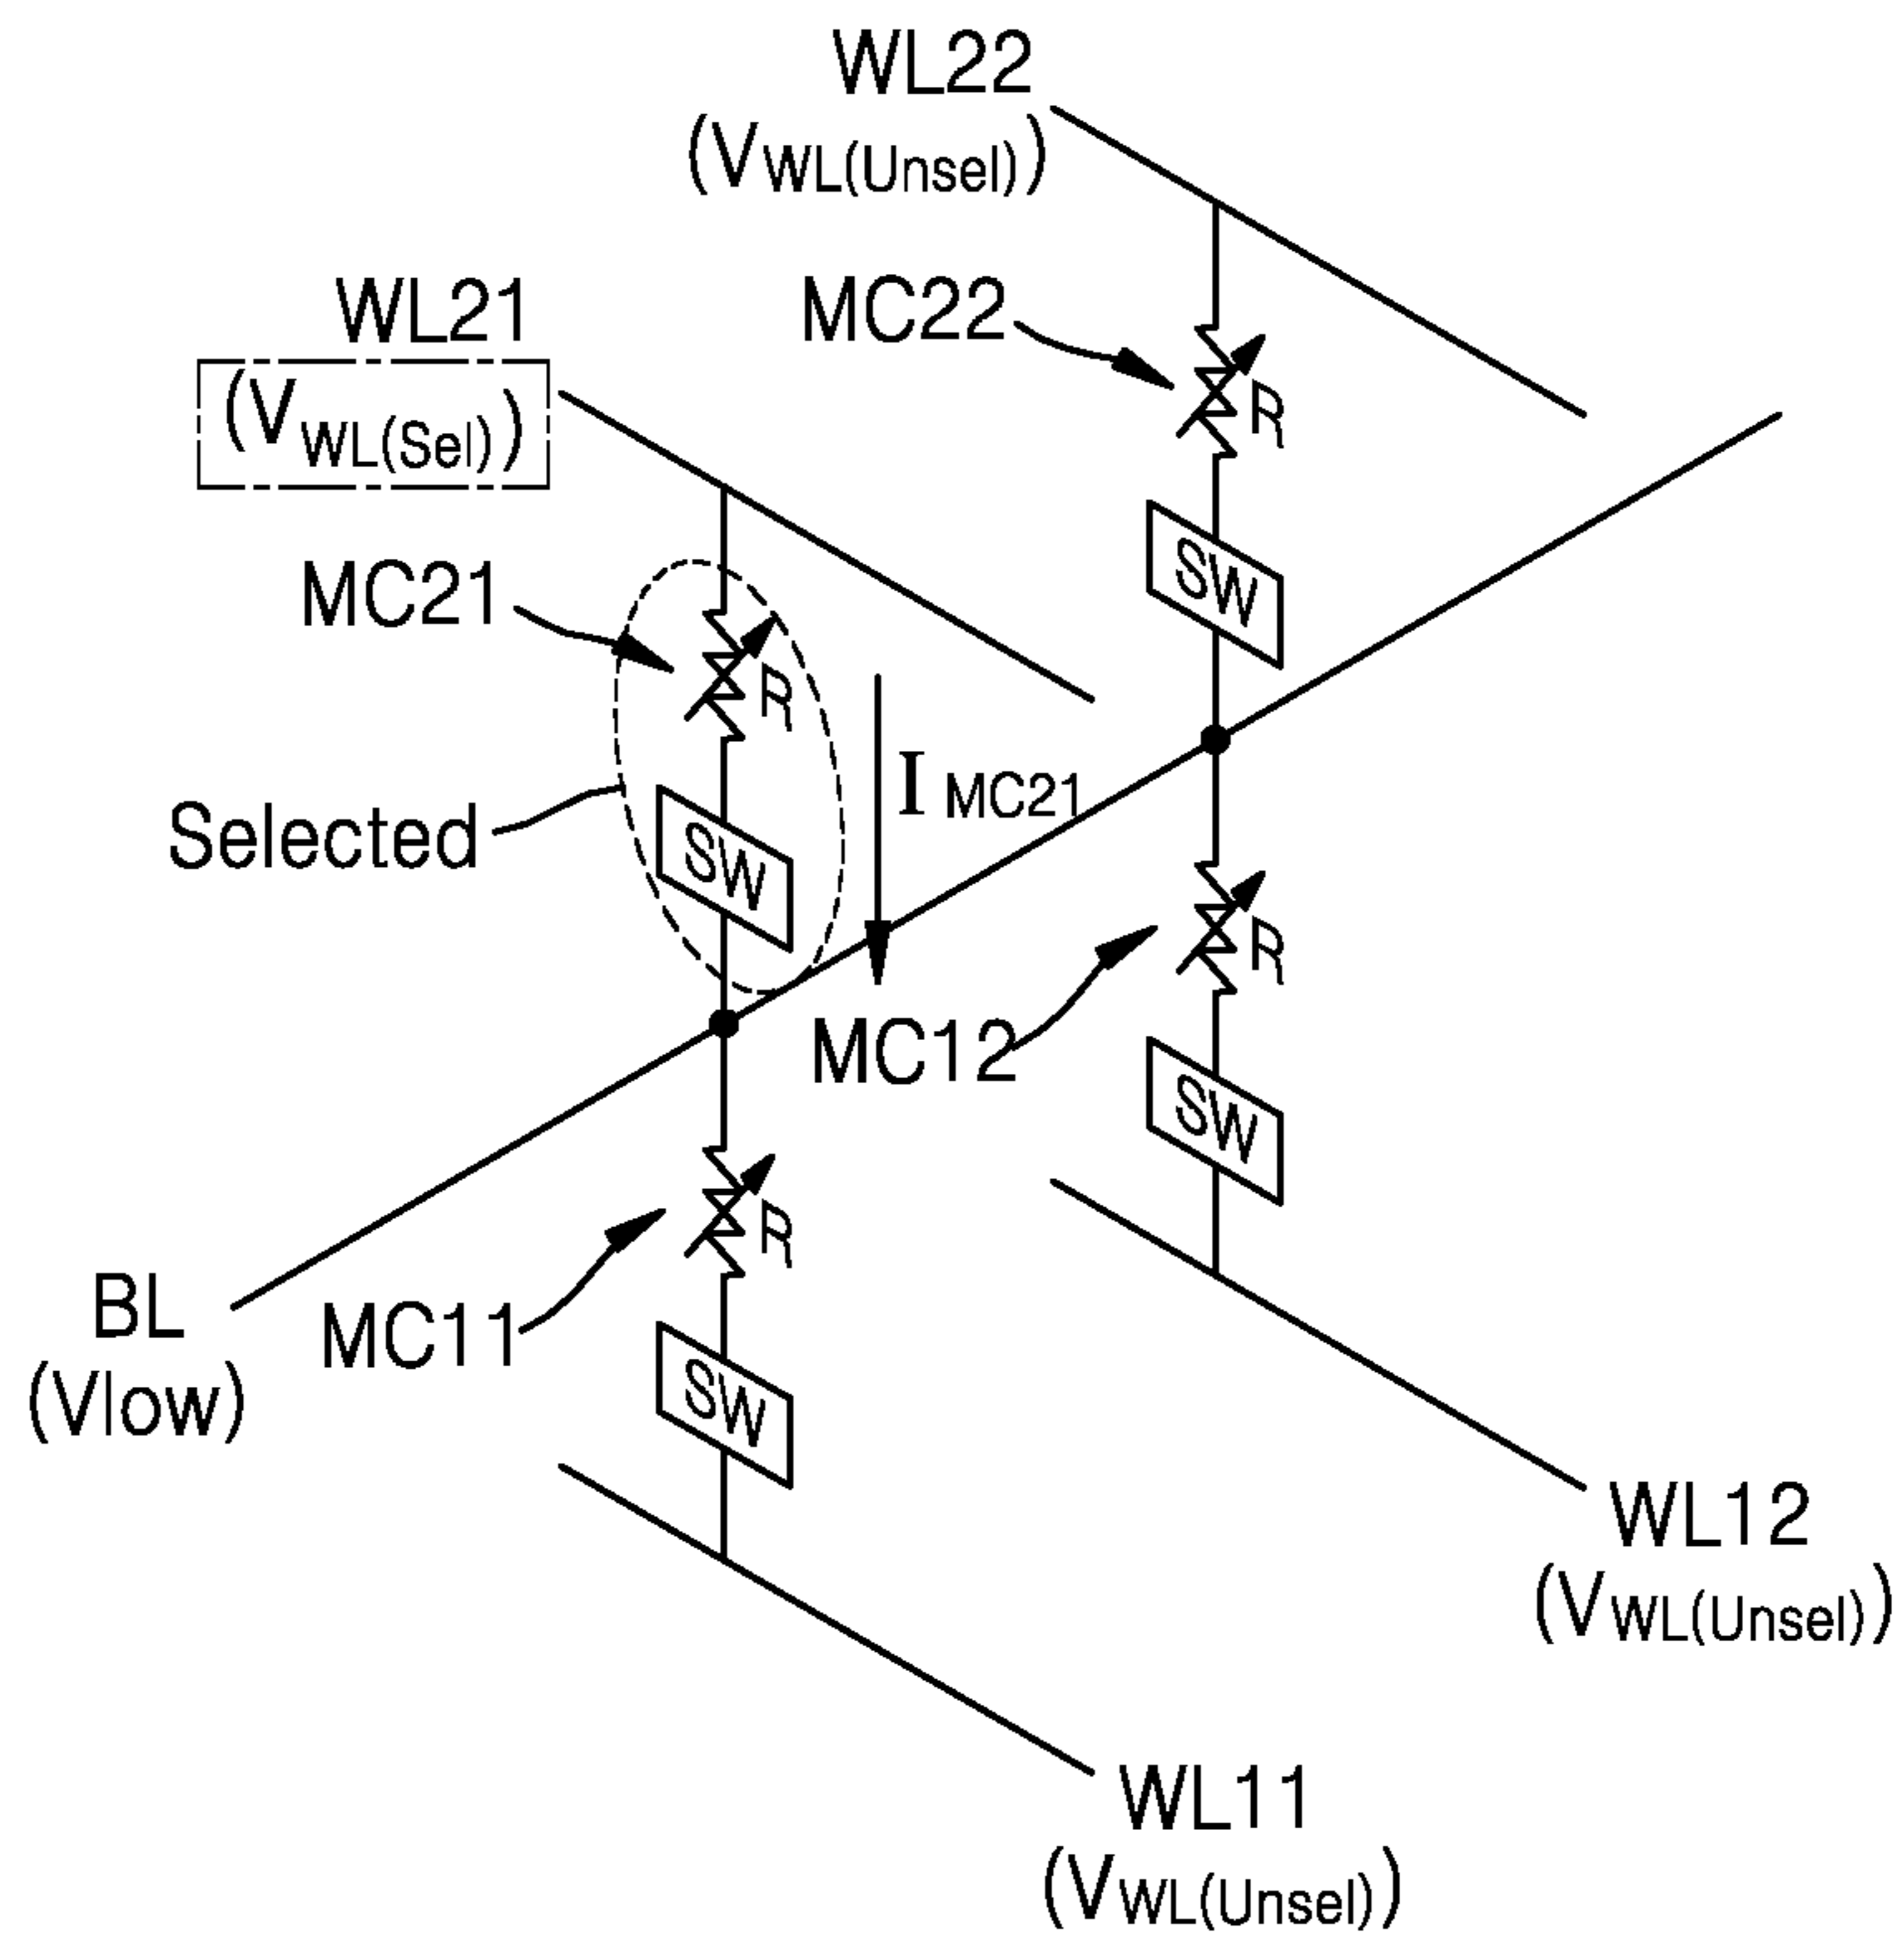 WL22
(VWL(Unsel))
WL21
(VWL(Sel))
MC22
R
SW
MC21
R
Selected
SW
I MC21
MC12
R
SW
BL
(Vlow)
MC11
R
SW
WL12
(VWL(Unsel))
WL11
(VWL(Unsel))